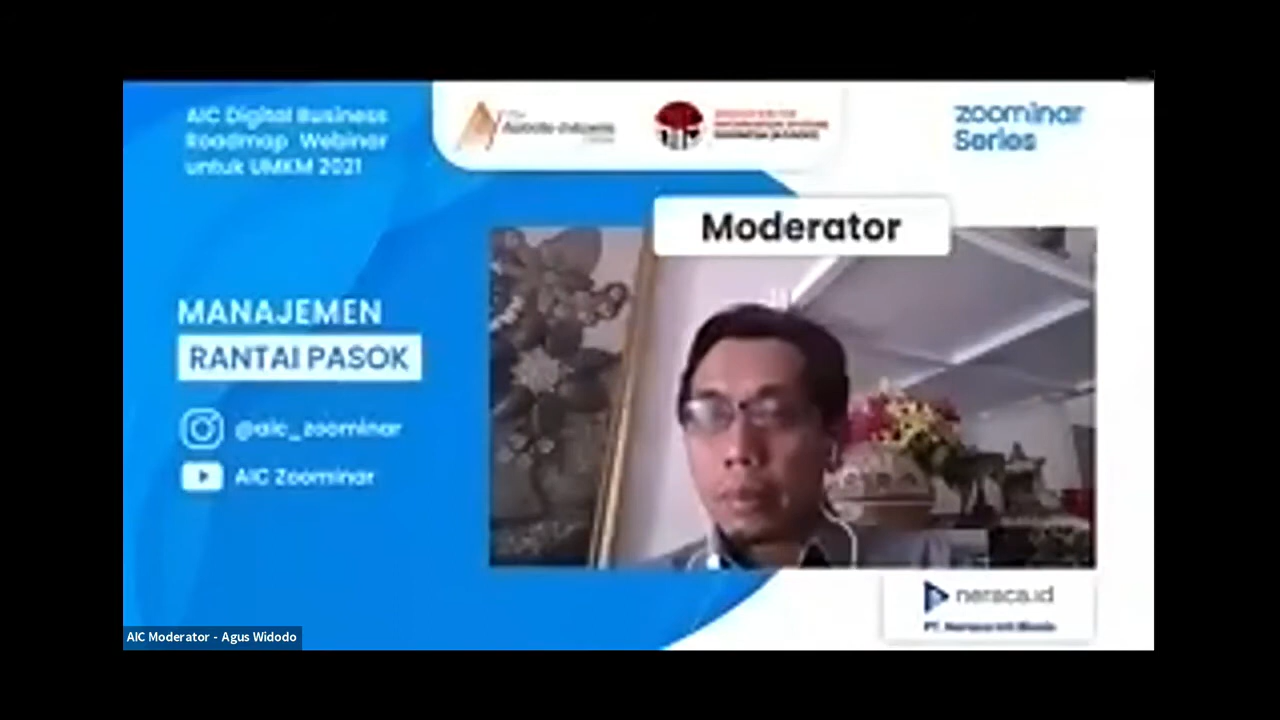 AIC Digital Business
Roadmap Webinar
untuk UMKM 2021
zoominar
Series
Moderator
MANAJEMEN
RANTAI PASOK
@aic_zoominar
AIC Zoominar
neraca.id
AIC Moderator - Agus Widodo